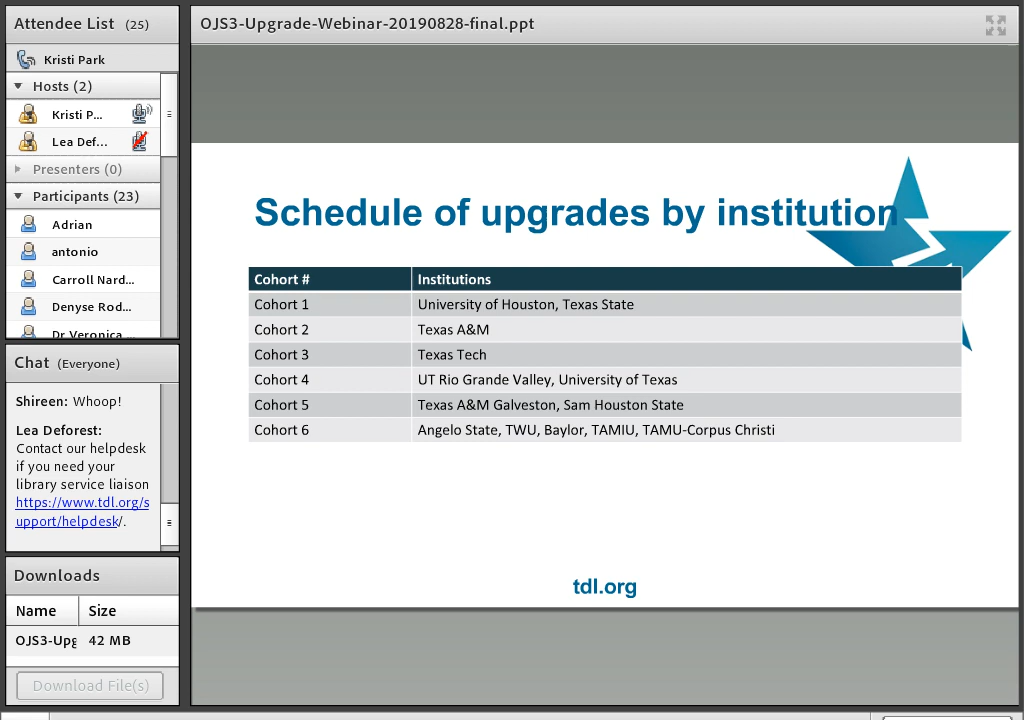 Attendee List (25)
Kristi Park
Hosts (2)
Kristi P...
Lea Def...
Presenters (0)
Participants (23)
Adrian
antonio
Carroll Nard...
Denyse Rod...
Dr Veronica ...
Chat (Everyone)
Shireen: Whoop!
Lea Deforest:
Contact our helpdesk
if you need your
library service liaison
https://www.tdl.org/s
upport/helpdesk/.
Downloads
Name Size
OJS3-Upg 42 MB
Download File(s)
OJS3-Upgrade-Webinar-20190828-final.ppt
Schedule of upgrades by institution
Cohort # Institutions
Cohort 1 University of Houston, Texas State
Cohort 2 Texas A&M
Cohort 3 Texas Tech
Cohort 4 UT Rio Grande Valley, University of Texas
Cohort 5 Texas A&M Galveston, Sam Houston State
Cohort 6 Angelo State, TWU, Baylor, TAMIU, TAMU-Corpus Christi
tdl.org